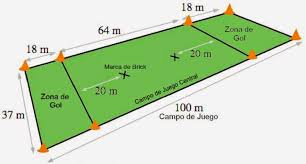 18 m
64 m
18 m
Zona de
Gol
20 m
Marca de Brick
20 m
Zona de
Gol
Campo de Juego Central
37 m
100 m
Campo de Juego